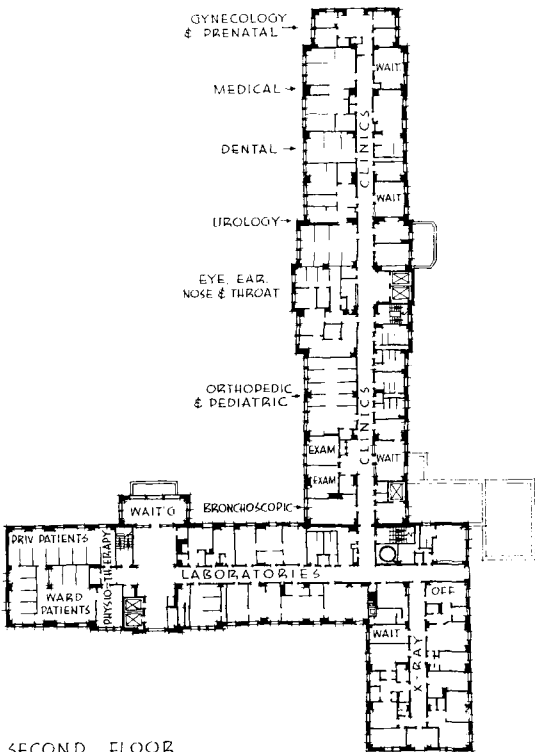 GYNECOLOGY
& PRENATAL
WAIT
MEDICAL
CLINICS
DENTAL
WAIT
UROLOGY
EYE, EAR,
NOSE & THROAT
ORTHOPEDIC
& PEDIATRIC
CLINICS
EXAM
WAIT
EXAM
BRONCHOSCOPIC
WAIT'G
PRIV PATIENTS
PHYSIO-THERAPY
LABORATORIES
WARD
PATIENTS
OFF
WAIT
X-RAY
SECOND FLOOR